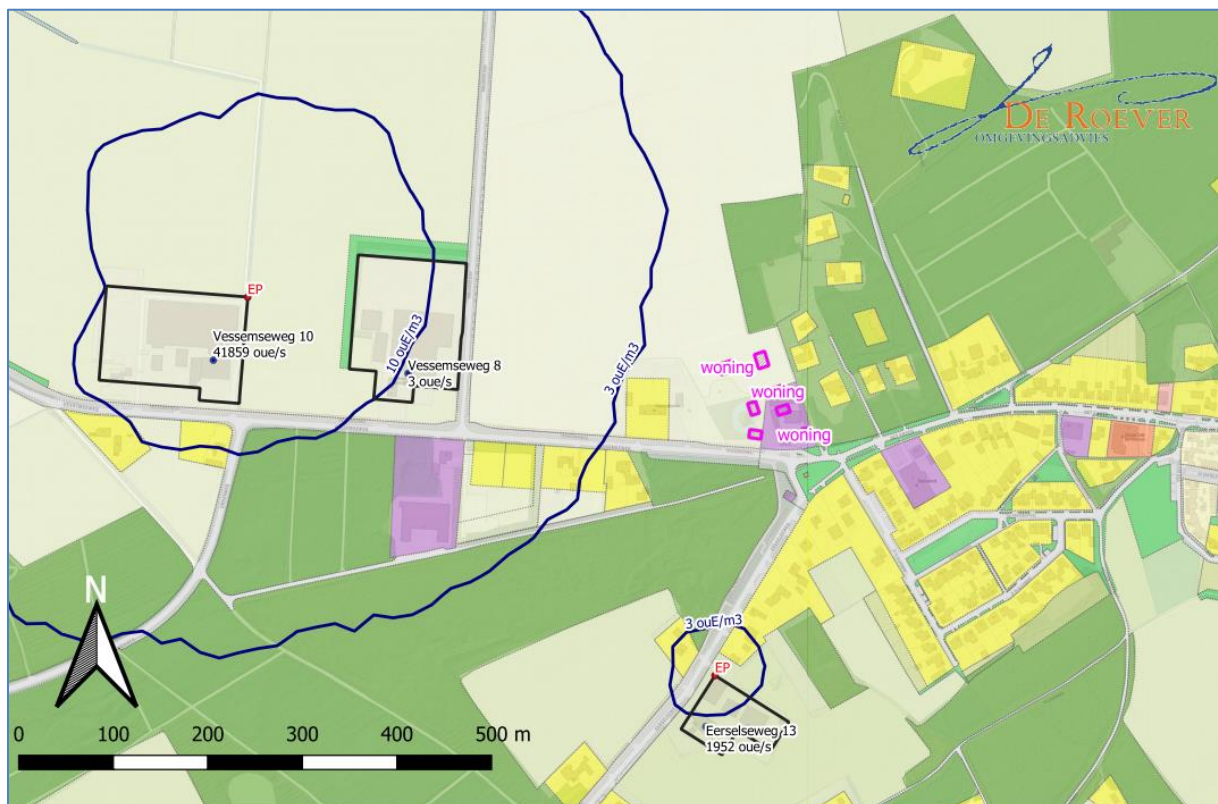 DE ROEVER
OMGEVINGSADVIES
EP
Vessemseweg 10
41859 oue/s
10 ouE/m3
Vessemseweg 8
3 oue/s
3 ouE/m3
woning
woning
woning
3 ouE/m3
EP
Eerselseweg 13
1952 oue/s
N
0 100 200 300 400 500 m